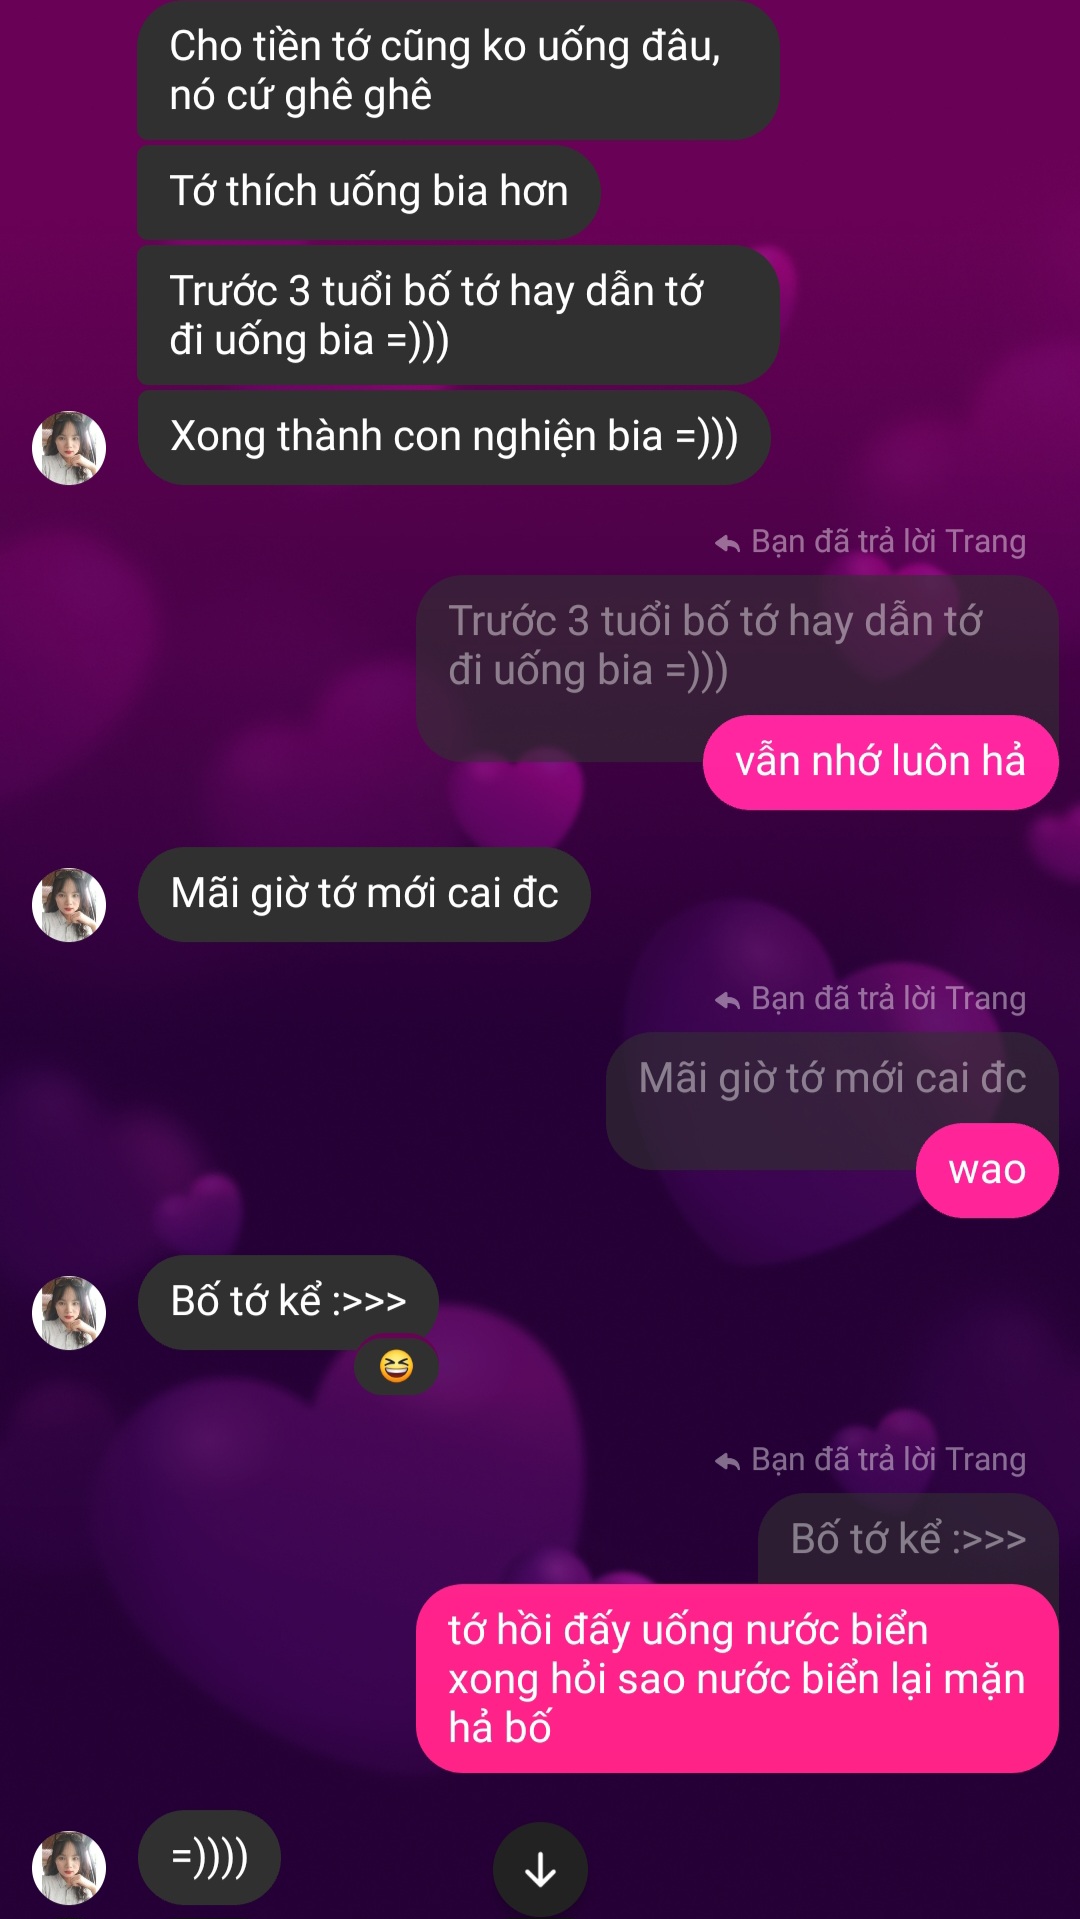 Cho tiền tớ cũng ko uống đâu,
nó cứ ghê ghê
Tớ thích uống bia hơn
Trước 3 tuổi bố tớ hay dẫn tớ
đi uống bia =)))
Xong thành con nghiện bia =)))
Bạn đã trả lời Trang
Trước 3 tuổi bố tớ hay dẫn tớ
đi uống bia =)))
vẫn nhớ luôn hả
Mãi giờ tớ mới cai đc
Bạn đã trả lời Trang
Mãi giờ tớ mới cai đc
wao
Bố tớ kể :>>>
😆
Bạn đã trả lời Trang
Bố tớ kể :>>>
tớ hồi đấy uống nước biển
xong hỏi sao nước biển lại mặn
hả bố
=))))